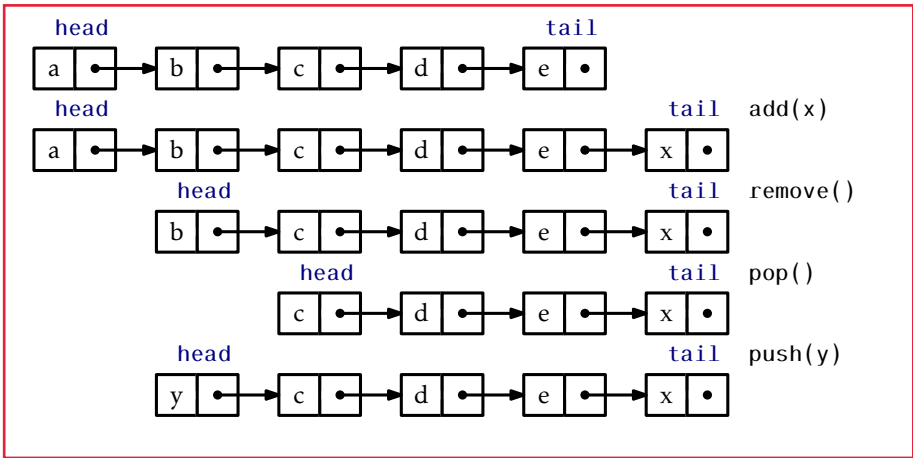 head tail
a b c d e
head tail add(x)
a b c d e x
head tail remove()
b c d e x
head tail pop()
c d e x
head tail push(y)
y c d e x